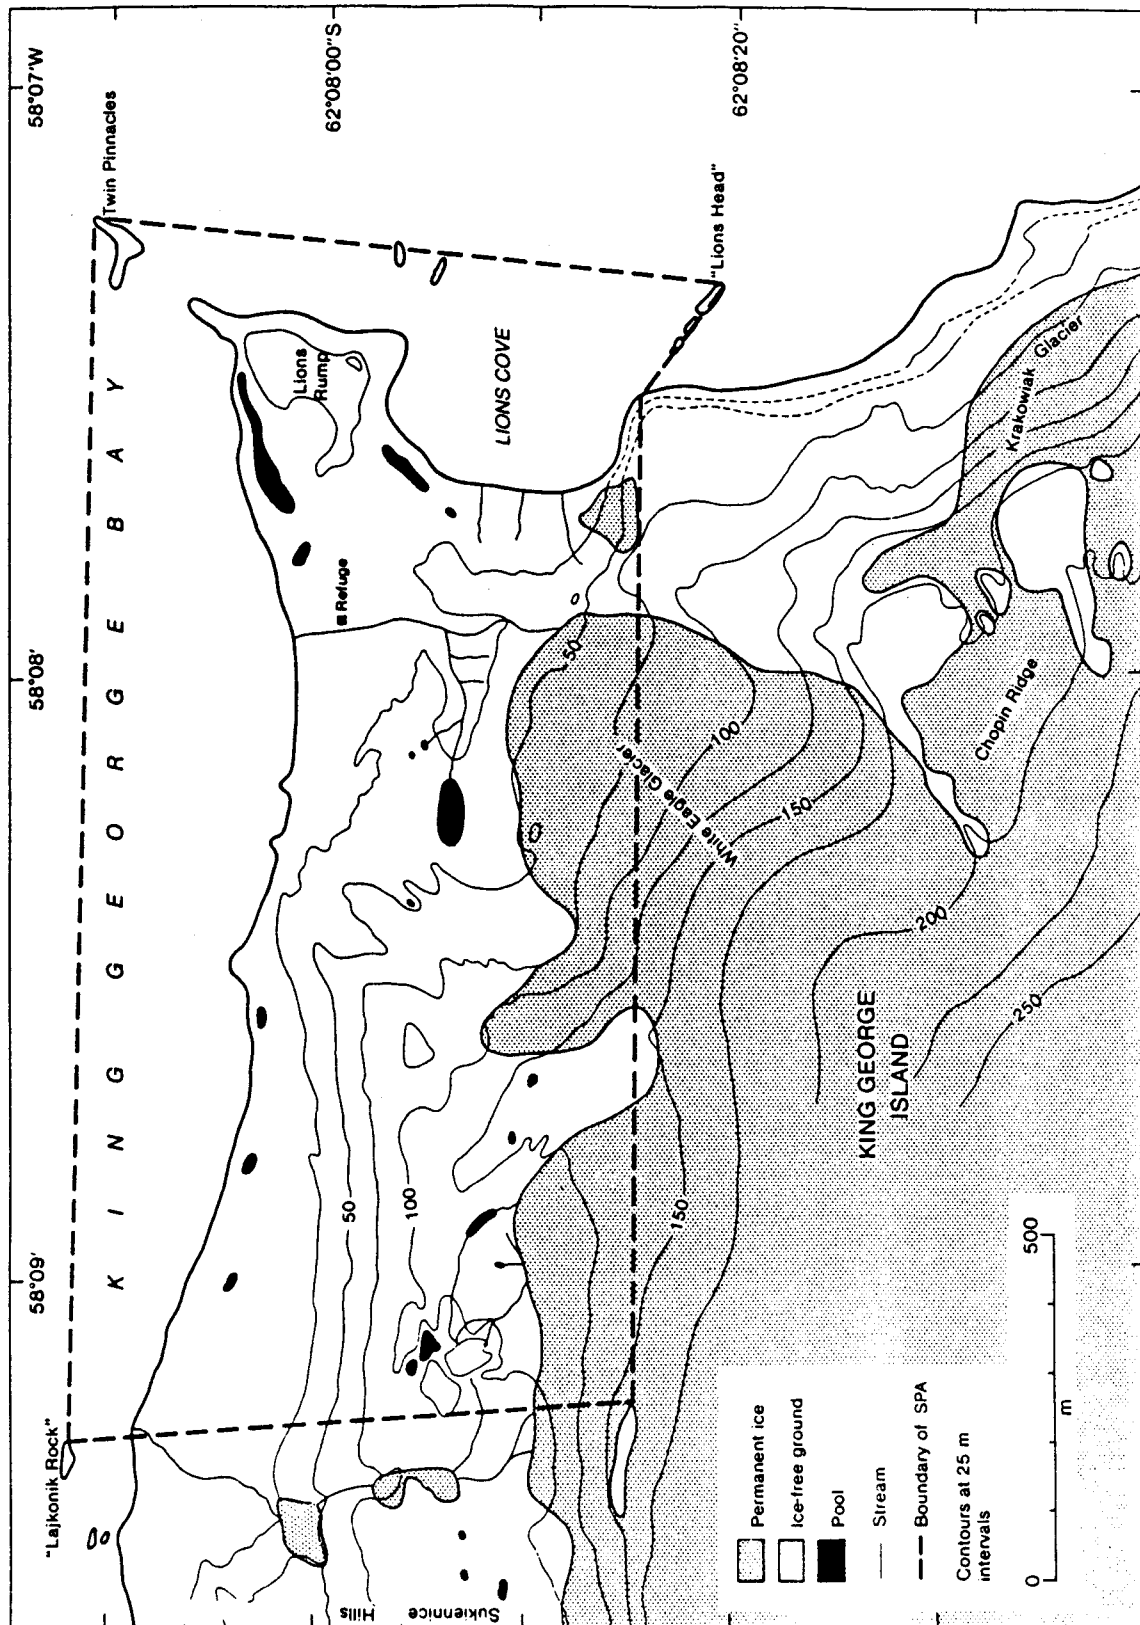 58°09′
58°08′
58°07′W
"Lajkonik Rock"
Twin Pinnacles
KING GEORGE BAY
Lions
Rump
Refuge
62°08′00″S
LIONS COVE
"Lions Head"
62°08′20″
Sukiennice
Hills
50
100
50
100
150
White Eagle Glacier
150
200
250
Krakowiak Glacier
Chopin Ridge
KING GEORGE
ISLAND
Permanent ice
Ice-free ground
Pool
Stream
Boundary of SPA
Contours at 25 m
intervals
0
500
m